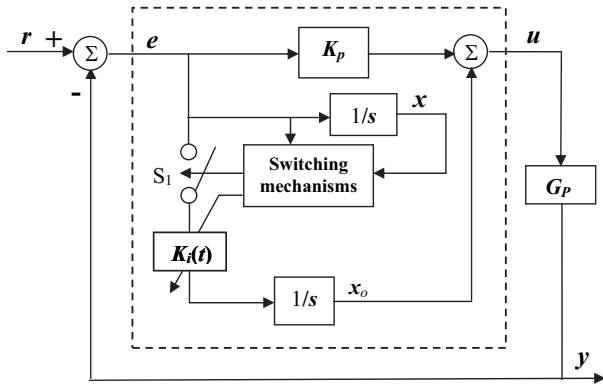 r + Σ e K_p Σ u
-
1/s x
S_1 Switching
mechanisms
G_P
K_i(t)
1/s x_o
y